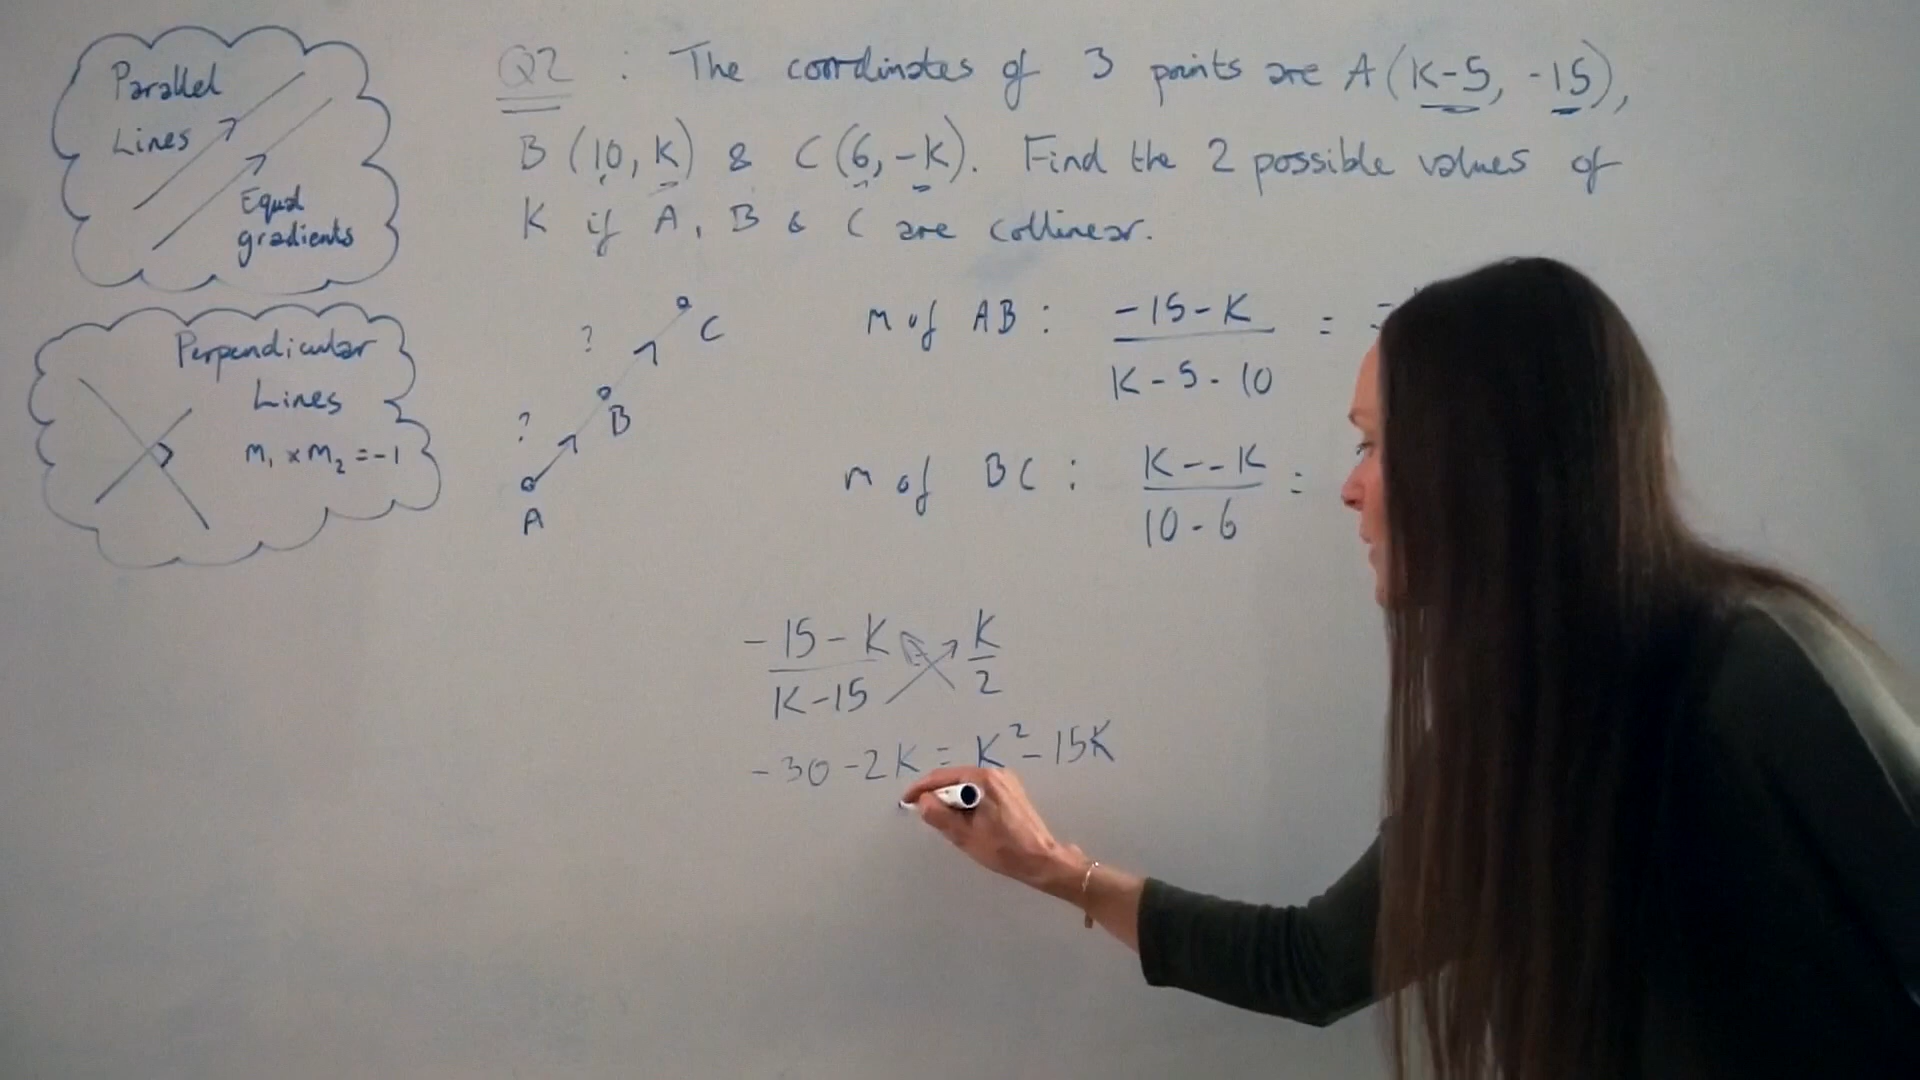 Parallel
Lines
Equal
gradients
Perpendicular
Lines
m₁ x m₂ = -1
Q2 : The coordinates of 3 points are A (K-5, -15),
B (10, K) & C (6, -K). Find the 2 possible values of
K if A, B & C are collinear.
? C
? B
A
m of AB : -15-K =
K-5-10
m of BC : K--K =
10-6
-15-K K
K-15 2
-30-2K = K²-15K